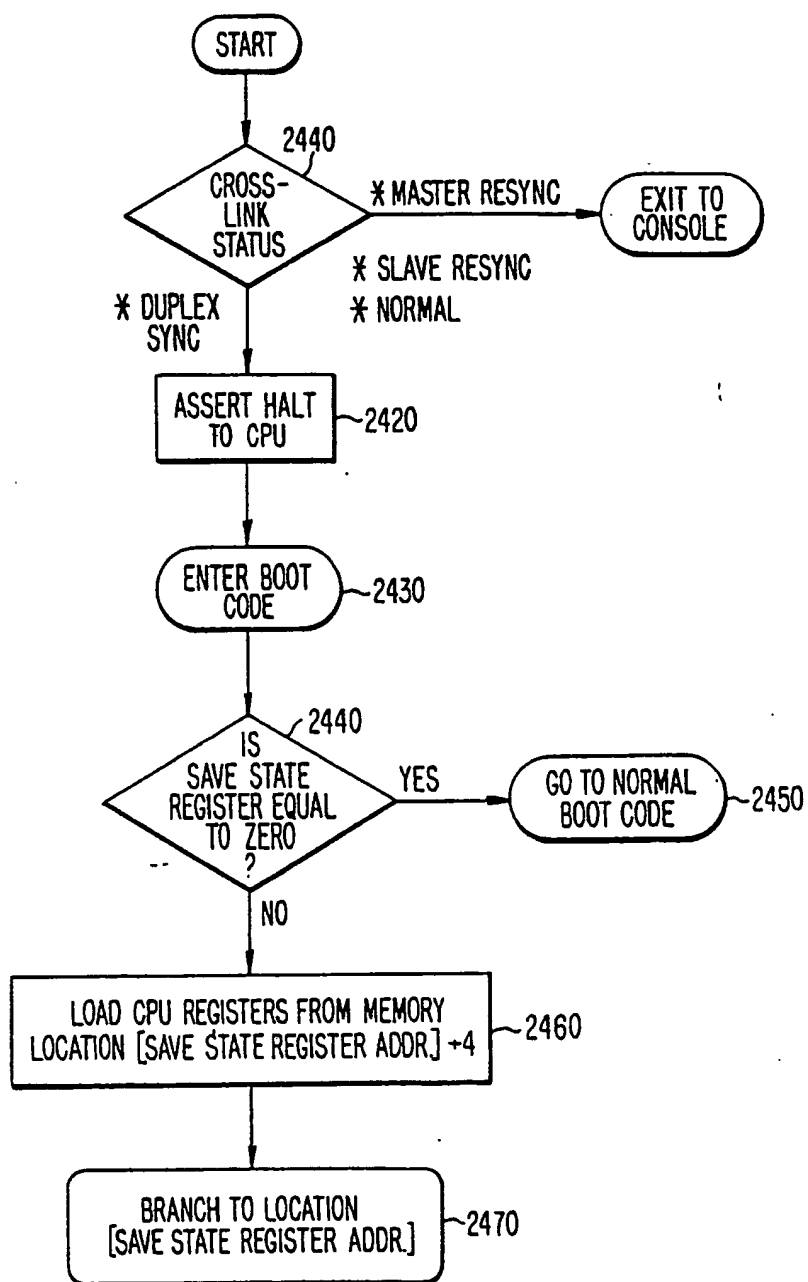 START
2440
CROSS-
LINK
STATUS
* MASTER RESYNC
EXIT TO
CONSOLE
* SLAVE RESYNC
* NORMAL
* DUPLEX
SYNC
ASSERT HALT
TO CPU
2420
ENTER BOOT
CODE
2430
2440
IS
SAVE STATE
REGISTER EQUAL
TO ZERO
?
YES
GO TO NORMAL
BOOT CODE
2450
NO
LOAD CPU REGISTERS FROM MEMORY
LOCATION [SAVE STATE REGISTER ADDR.] +4
2460
BRANCH TO LOCATION
[SAVE STATE REGISTER ADDR.]
2470